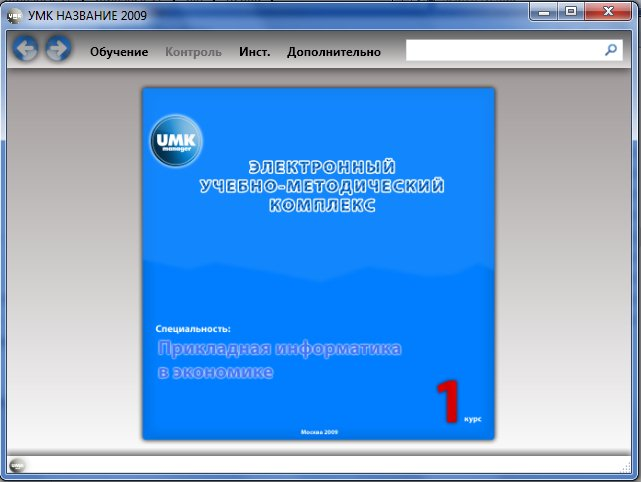 УМК НАЗВАНИЕ 2009
Обучение Контроль Инст. Дополнительно
UMK
manager
ЭЛЕКТРОННЫЙ
УЧЕБНО-МЕТОДИЧЕСКИЙ
КОМПЛЕКС
Специальность:
Прикладная информатика
в экономике
1 курс
Москва 2009